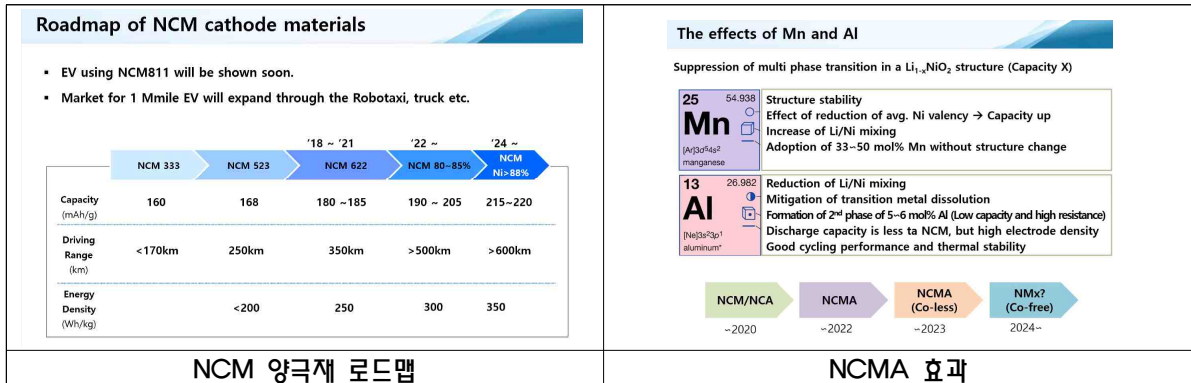 Roadmap of NCM cathode materials
▪ EV using NCM811 will be shown soon.
▪ Market for 1 Mmile EV will expand through the Robotaxi, truck etc.
'18 ~ '21 '22 ~ '24 ~
NCM 333 NCM 523 NCM 622 NCM 80~85% NCM Ni>88%
Capacity (mAh/g) 160 168 180 ~185 190 ~ 205 215~220
Driving Range (km) <170km 250km 350km >500km >600km
Energy Density (Wh/kg) <200 250 300 350
NCM 양극재 로드맵
The effects of Mn and Al
Suppression of multi phase transition in a Li1-xNiO2 structure (Capacity X)
25 54.938
Mn
[Ar]3d54s2
manganese
Structure stability
Effect of reduction of avg. Ni valency → Capacity up
Increase of Li/Ni mixing
Adoption of 33~50 mol% Mn without structure change
13 26.982
Al
[Ne]3s23p1
aluminum*
Reduction of Li/Ni mixing
Mitigation of transition metal dissolution
Formation of 2nd phase of 5~6 mol% Al (Low capacity and high resistance)
Discharge capacity is less ta NCM, but high electrode density
Good cycling performance and thermal stability
NCM/NCA NCMA NCMA (Co-less) NMx? (Co-free)
~2020 ~2022 ~2023 2024~
NCMA 효과